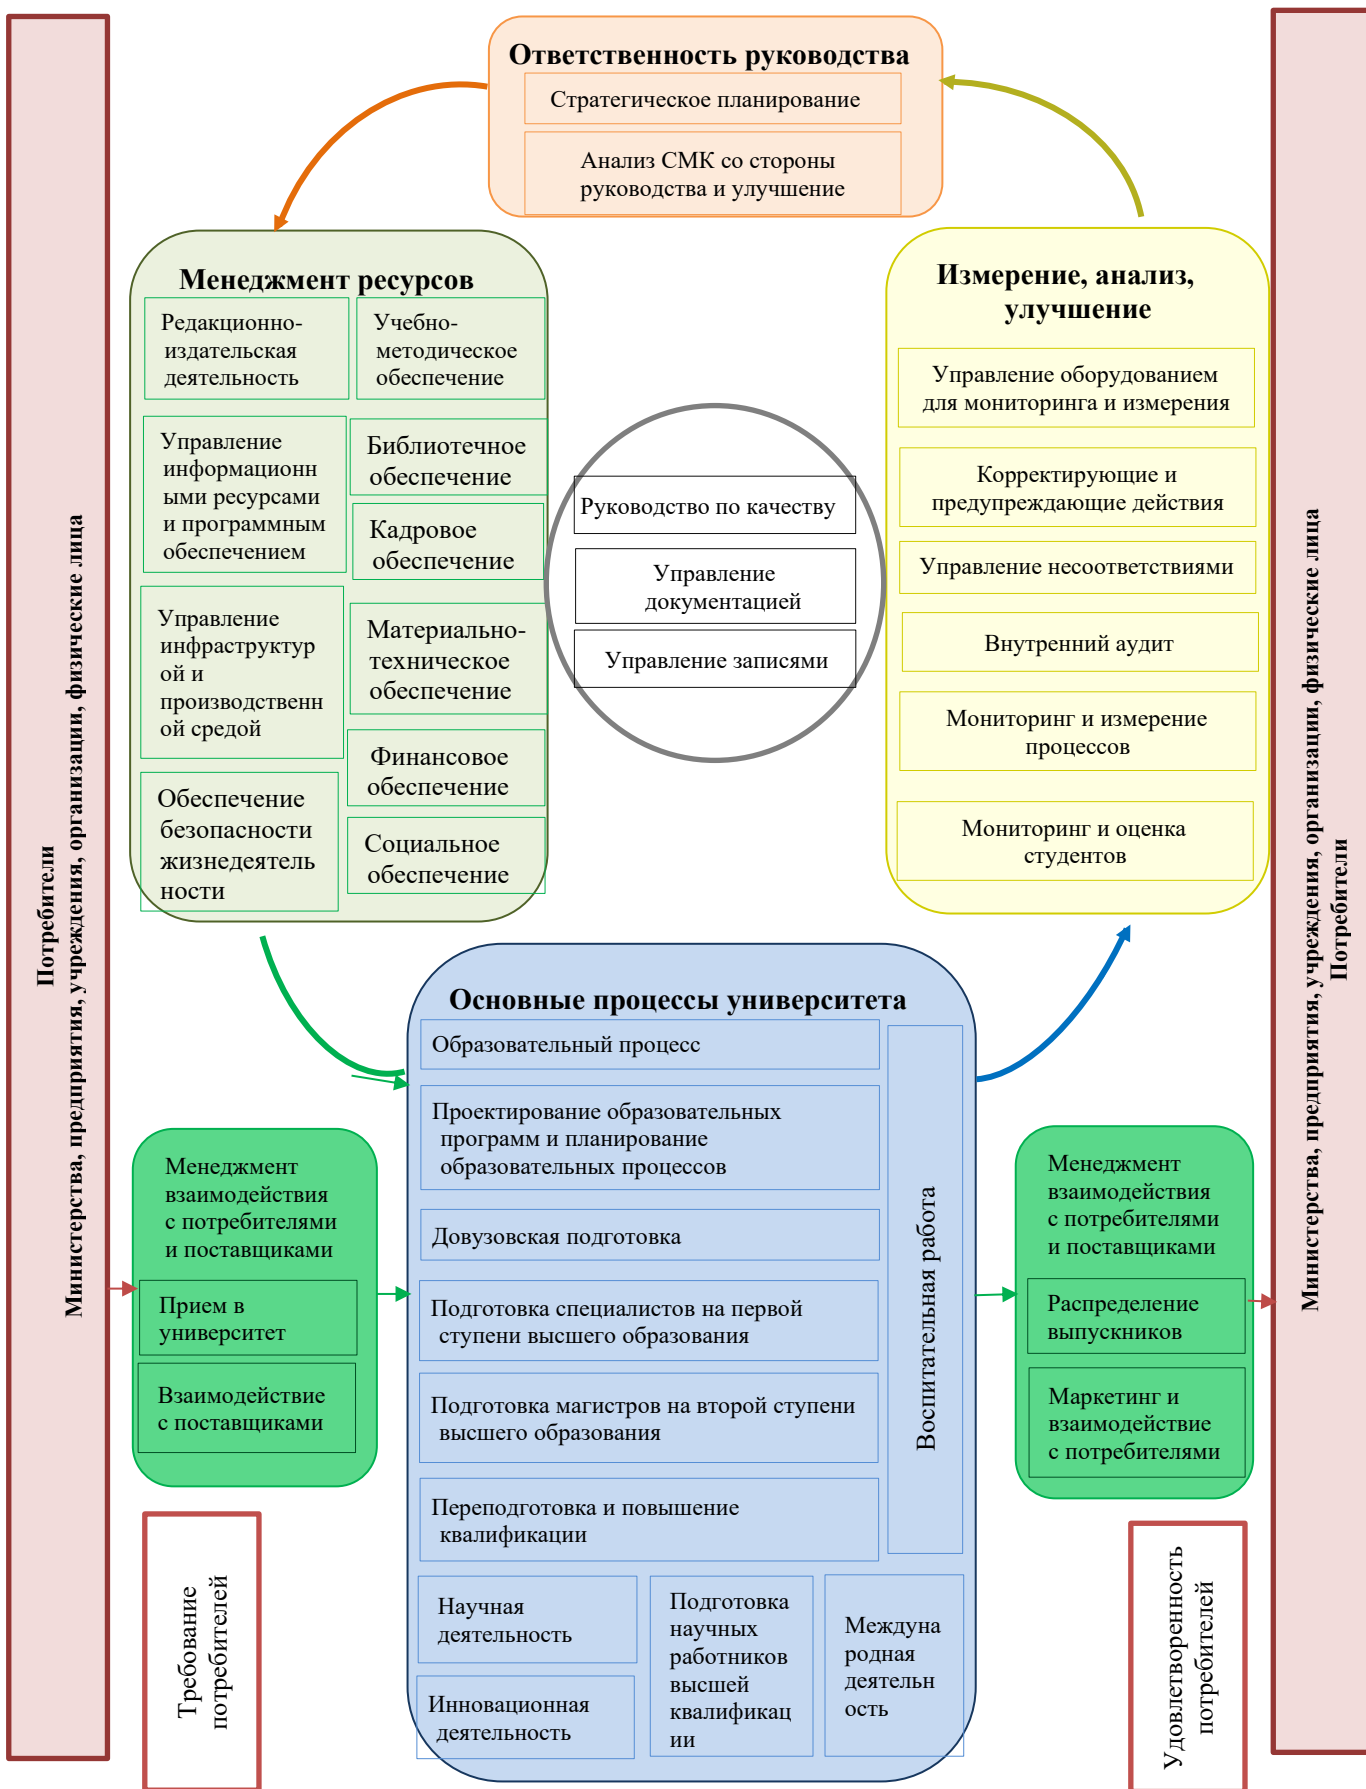 Потребители
Министерства, предприятия, учреждения, организации, физические лица
Ответственность руководства
Стратегическое планирование
Анализ СМК со стороны
руководства и улучшение
Менеджмент ресурсов
Редакционно-
издательская
деятельность
Учебно-
методическое
обеспечение
Управление
информационн
ыми ресурсами
и программным
обеспечением
Библиотечное
обеспечение
Кадровое
обеспечение
Управление
инфраструктур
ой и
производственн
ой средой
Материально-
техническое
обеспечение
Финансовое
обеспечение
Обеспечение
безопасности
жизнедеятель
ности
Социальное
обеспечение
Руководство по качеству
Управление
документацией
Управление записями
Измерение, анализ,
улучшение
Управление оборудованием
для мониторинга и измерения
Корректирующие и
предупреждающие действия
Управление несоответствиями
Внутренний аудит
Мониторинг и измерение
процессов
Мониторинг и оценка
студентов
Основные процессы университета
Образовательный процесс
Проектирование образовательных
программ и планирование
образовательных процессов
Довузовская подготовка
Подготовка специалистов на первой
ступени высшего образования
Подготовка магистров на второй ступени
высшего образования
Переподготовка и повышение
квалификации
Воспитательная работа
Научная
деятельность
Инновационная
деятельность
Подготовка
научных
работников
высшей
квалификац
ии
Междуна
родная
деятельн
ость
Менеджмент
взаимодействия
с потребителями
и поставщиками
Прием в
университет
Взаимодействие
с поставщиками
Требование
потребителей
Менеджмент
взаимодействия
с потребителями
и поставщиками
Распределение
выпускников
Маркетинг и
взаимодействие
с потребителями
Удовлетворенность
потребителей
Министерства, предприятия, учреждения, организации, физические лица
Потребители